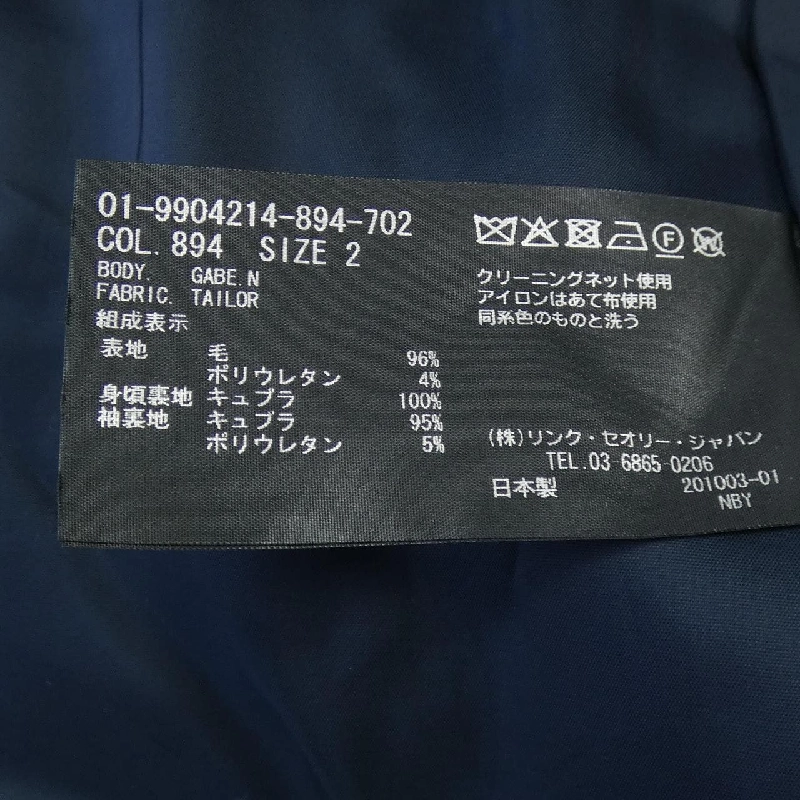 01-9904214-894-702
COL. 894 SIZE 2
BODY. GABE.N
FABRIC. TAILOR
組成表示
表地 毛 96%
ポリウレタン 4%
身頃裏地 キュプラ 100%
袖裏地 キュプラ 95%
ポリウレタン 5%
F W
クリーニングネット使用
アイロンはあて布使用
同系色のものと洗う
(株)リンク・セオリー・ジャパン
TEL.03 6865-0206
日本製 201003-01
NBY